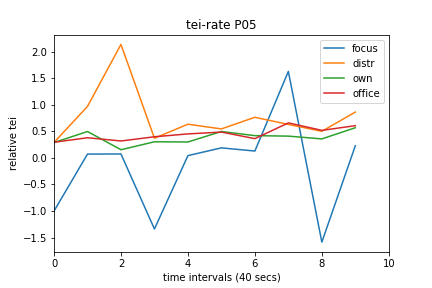 tei-rate P05
focus
distr
own
office
relative tei
2.0
1.5
1.0
0.5
0.0
−0.5
−1.0
−1.5
0 2 4 6 8 10
time intervals (40 secs)